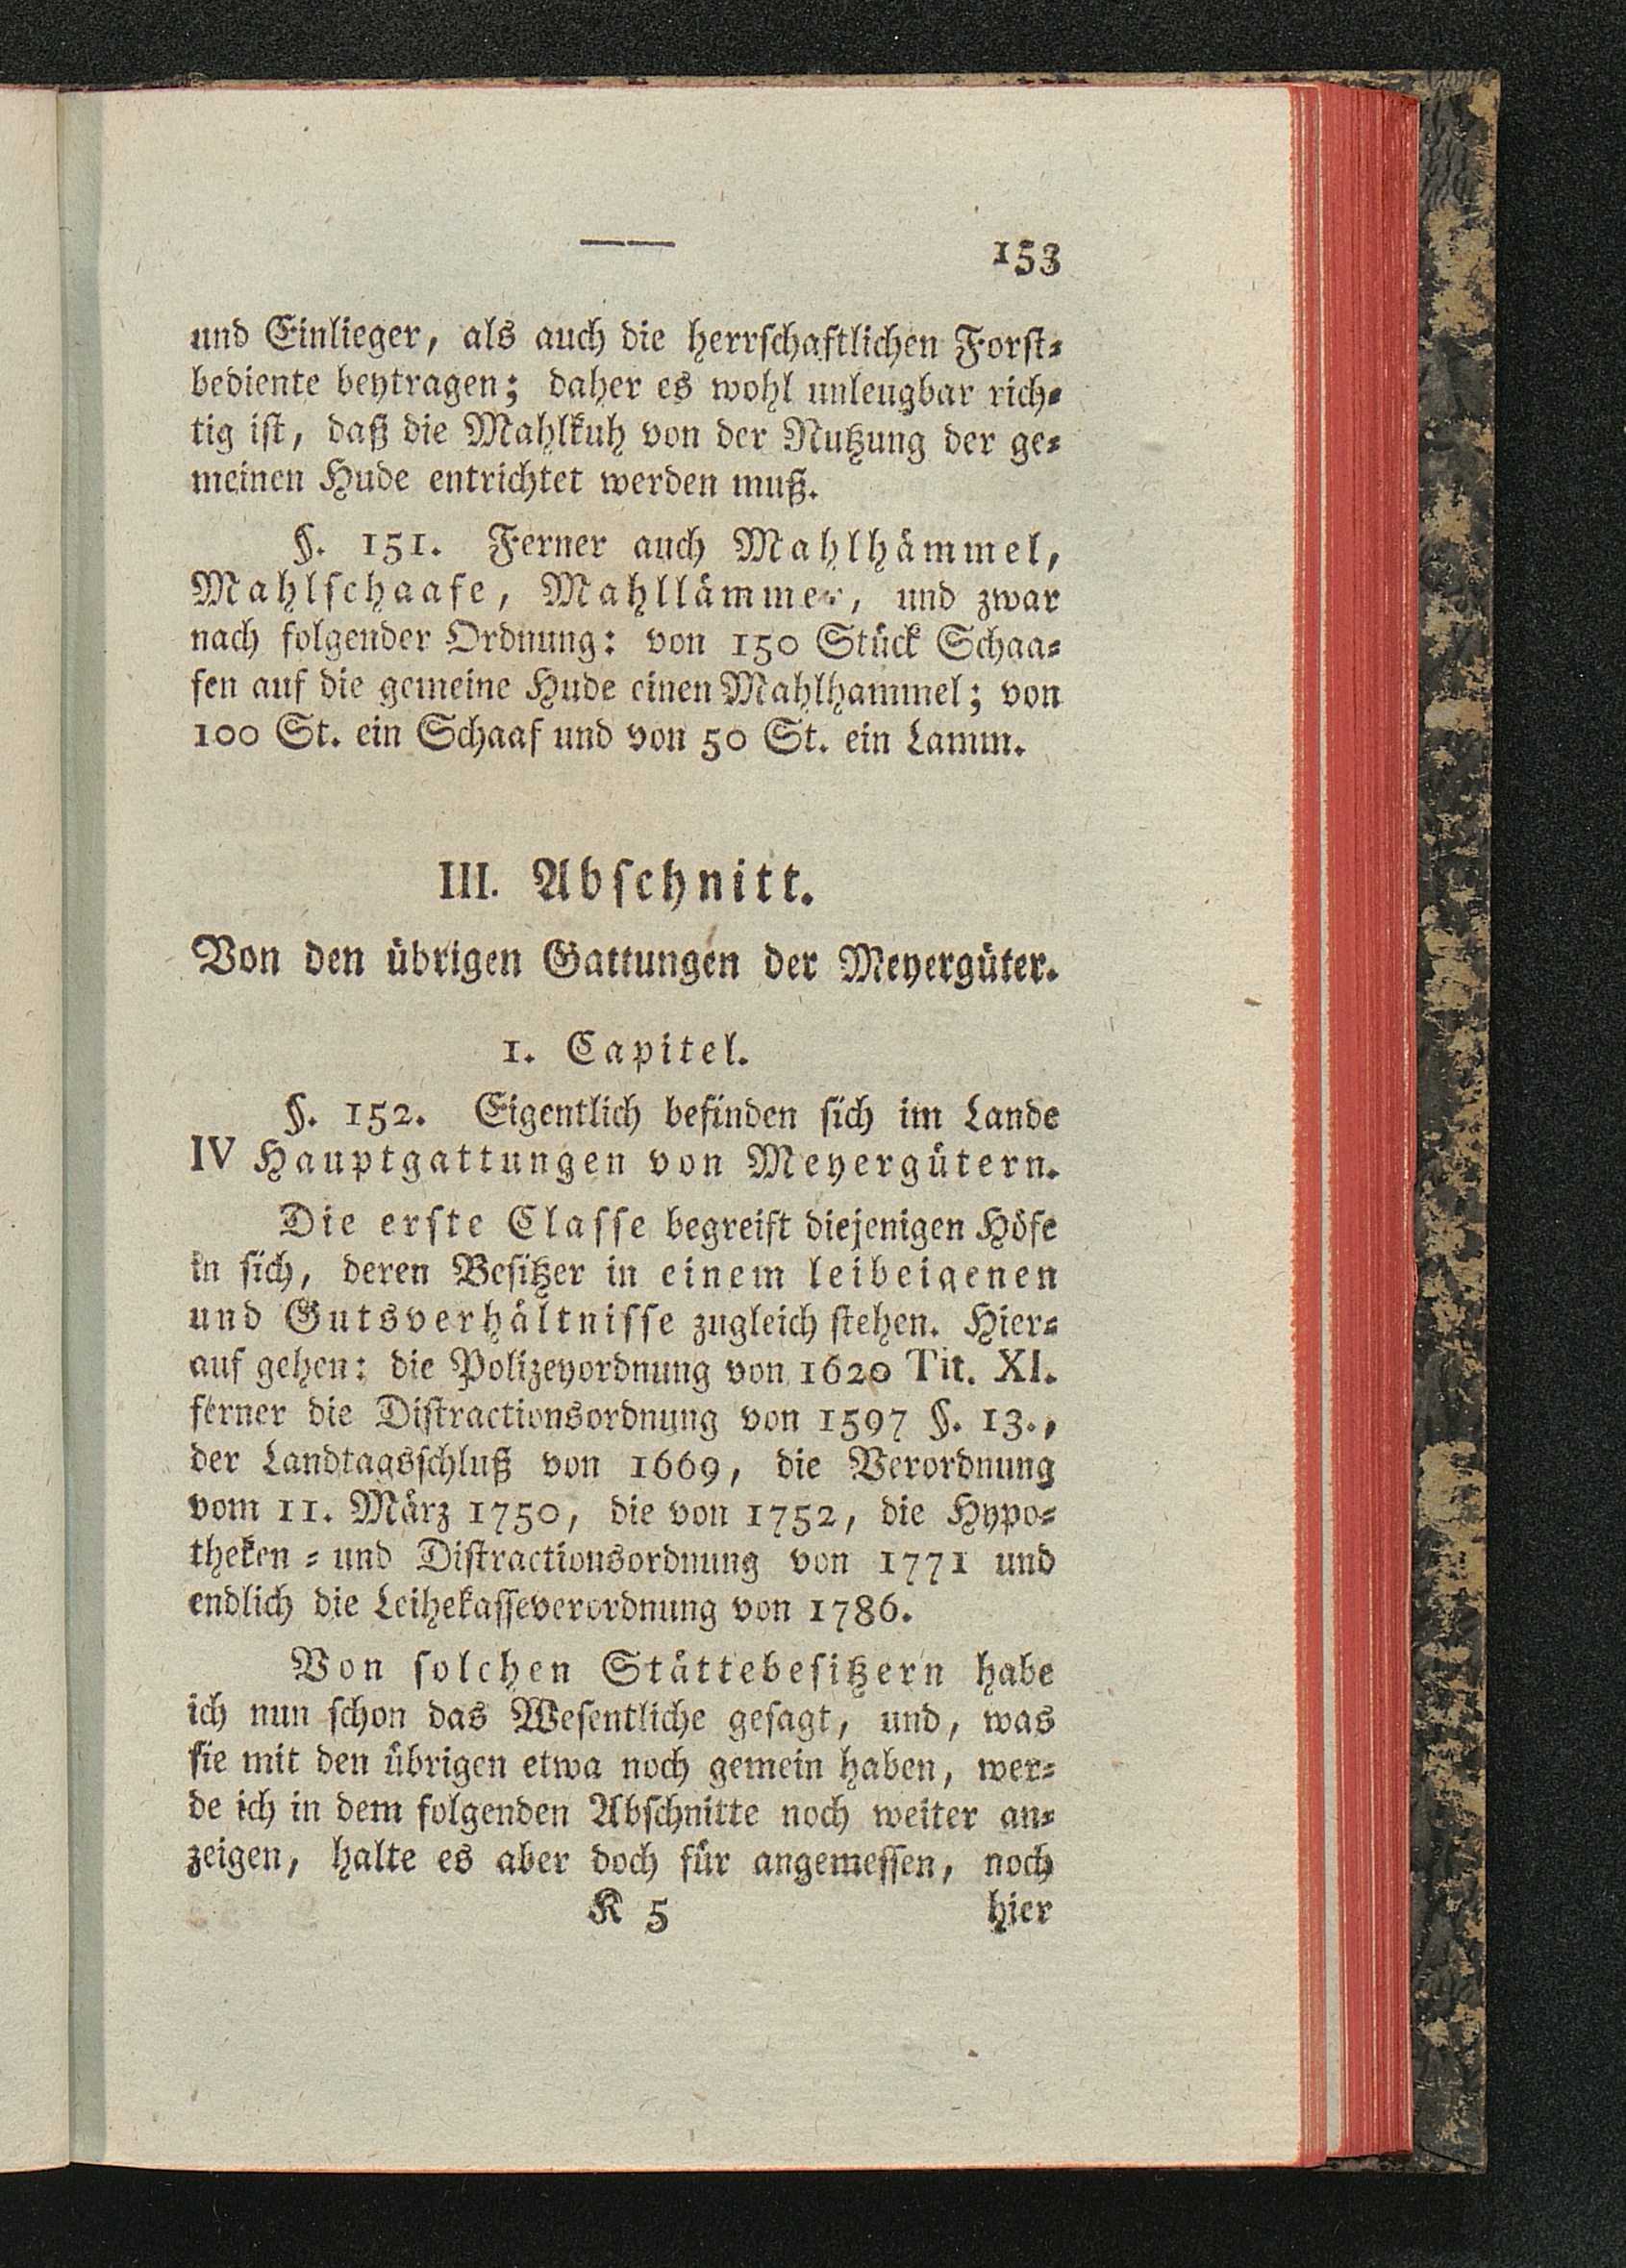 153
und Einlieger, als auch die herrschaftlichen Forst-
bediente beytragen; daher es wohl unleugbar rich-
tig ist, daß die Mahlkuh von der Nutzung der ge-
meinen Hude entrichtet werden muß.
§. 151. Ferner auch Mahlhämmel,
Mahlschaafe, Mahllämmer, und zwar
nach folgender Ordnung: von 150 Stück Schaa-
fen auf die gemeine Hude einen Mahlhammel; von
100 St. ein Schaaf und von 50 St. ein Lamm.
III. Abschnitt.
Von den übrigen Gattungen der Meyergüter.
1. Capitel.
§. 152. Eigentlich befinden sich im Lande
IV Hauptgattungen von Meyergütern.
Die erste Classe begreift diejenigen Höfe
in sich, deren Besitzer in einem leibeigenen
und Gutsverhältnisse zugleich stehen. Hier-
auf gehen: die Polizeyordnung von 1620 Tit. XI.
ferner die Distractionsordnung von 1597 §. 13.,
der Landtagsschluß von 1669, die Verordnung
vom 11. März 1750, die von 1752, die Hypo-
theken - und Distractionsordnung von 1771 und
endlich die Leihekasseverordnung von 1786.
Von solchen Stättebesitzern habe
ich nun schon das Wesentliche gesagt, und, was
sie mit den übrigen etwa noch gemein haben, wer-
de ich in dem folgenden Abschnitte noch weiter an-
zeigen, halte es aber doch für angemessen, noch
K 5 hier